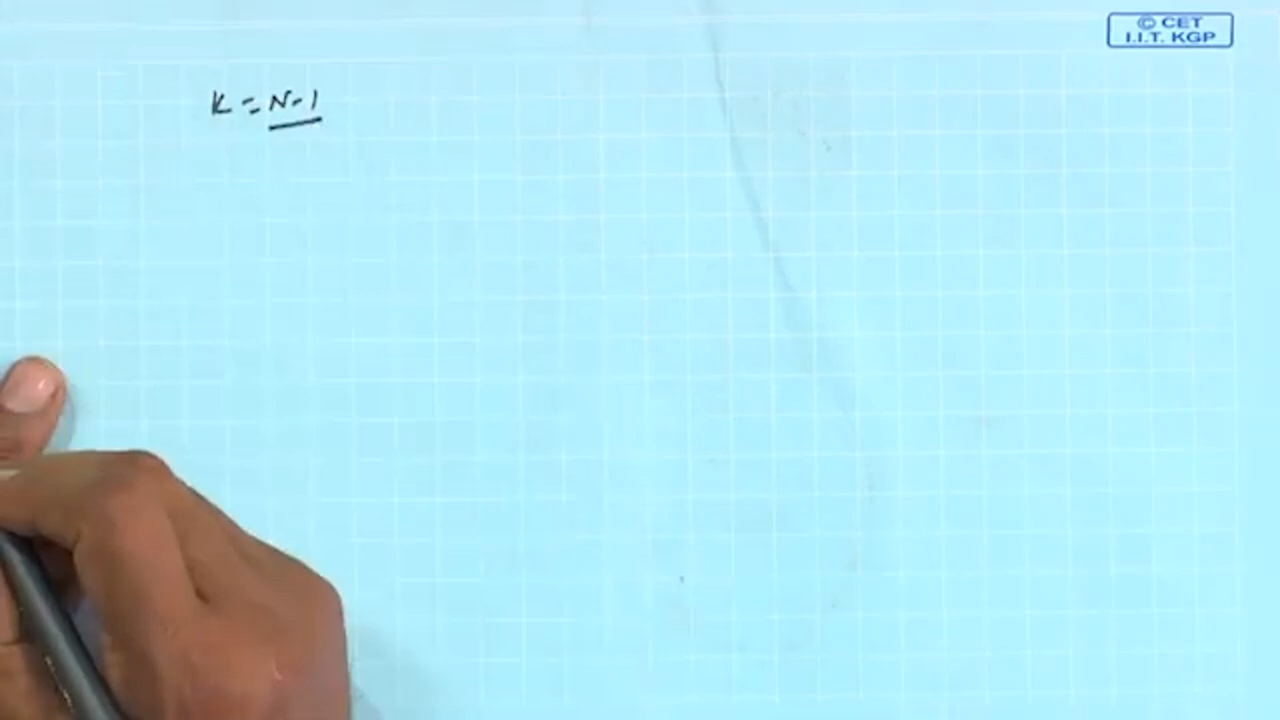 © CET
I.I.T. KGP
K = N-1